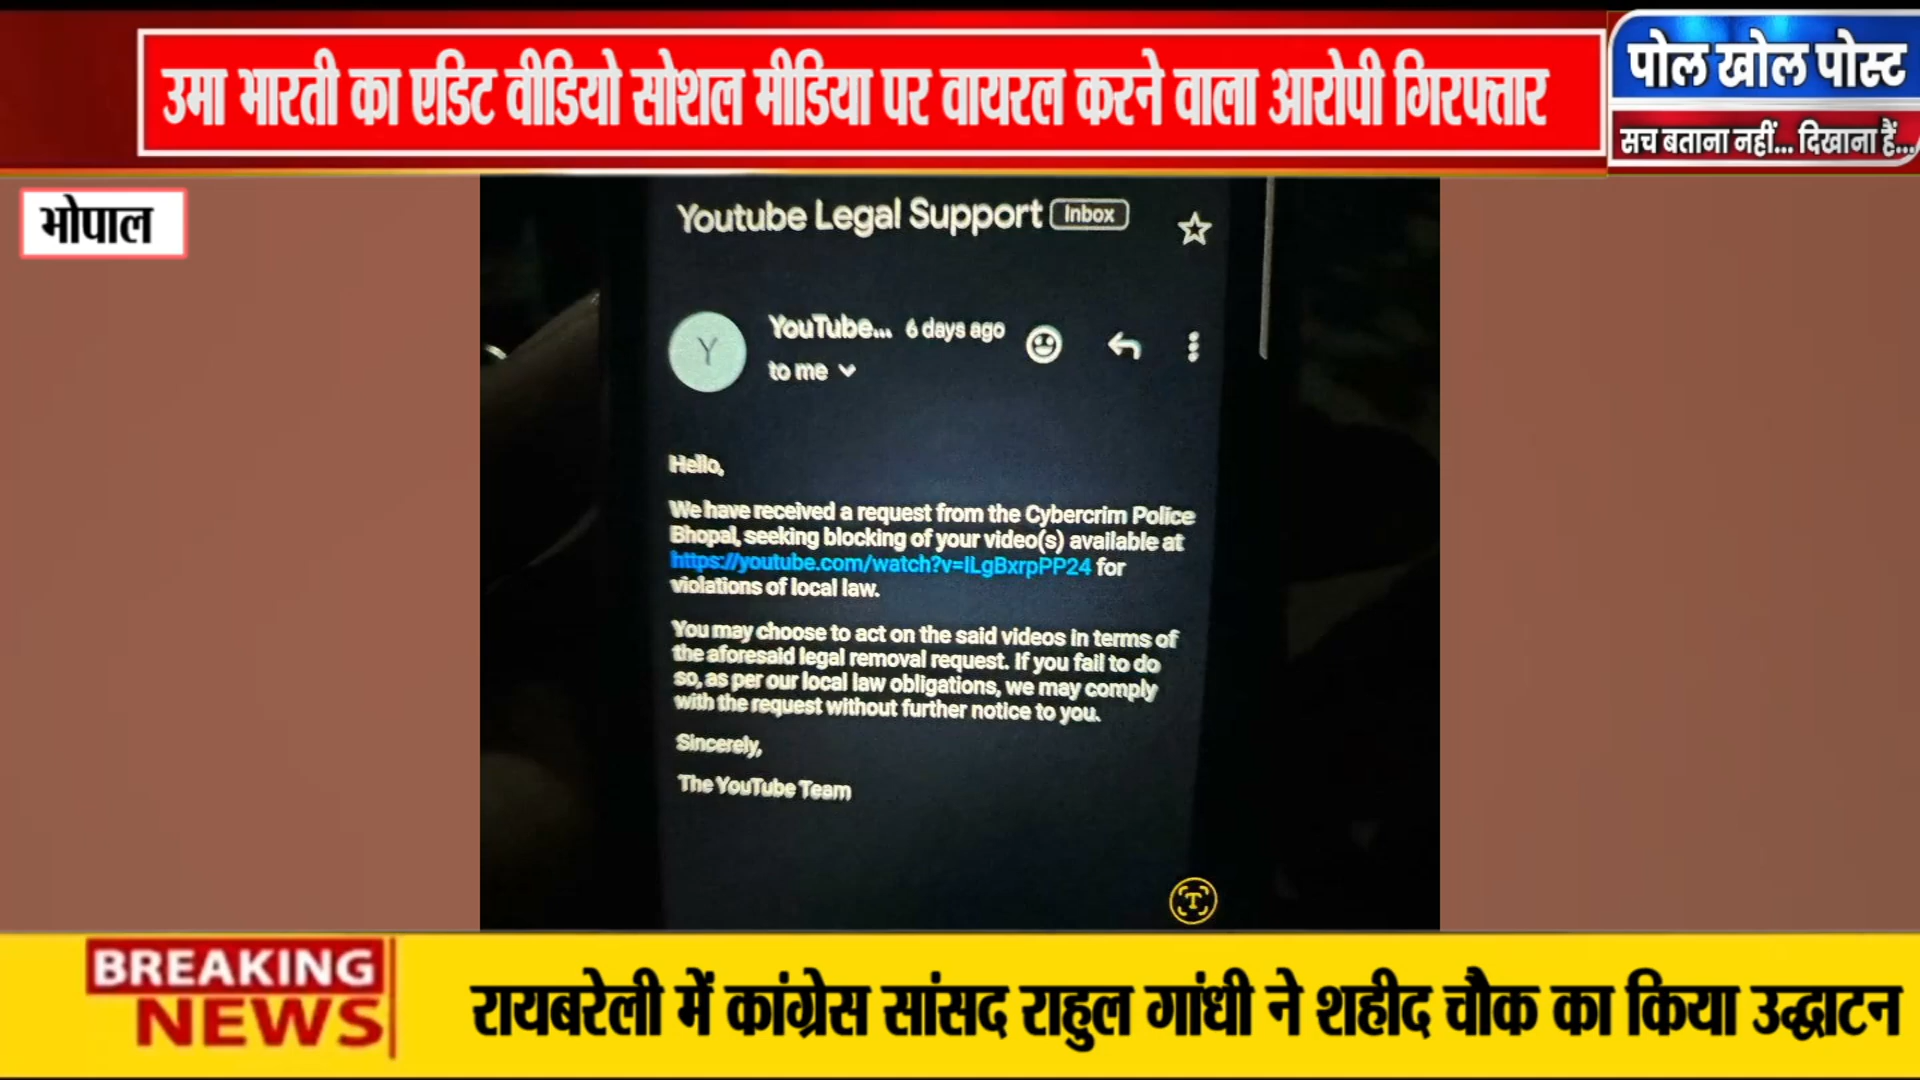 उमा भारती का एडिट वीडियो सोशल मीडिया पर वायरल करने वाला आरोपी गिरफ्तार
पोल खोल पोस्ट
सच बताना नहीं... दिखाना हैं...
भोपाल
Youtube Legal Support Inbox
Y
YouTube... 6 days ago
to me
Hello,
We have received a request from the Cybercrim Police
Bhopal, seeking blocking of your video(s) available at
https://youtube.com/watch?v=ILgBxrpPP24 for
violations of local law.
You may choose to act on the said videos in terms of
the aforesaid legal removal request. If you fail to do
so, as per our local law obligations, we may comply
with the request without further notice to you.
Sincerely,
The YouTube Team
T
BREAKING
NEWS
रायबरेली में कांग्रेस सांसद राहुल गांधी ने शहीद चौक का किया उद्घाटन